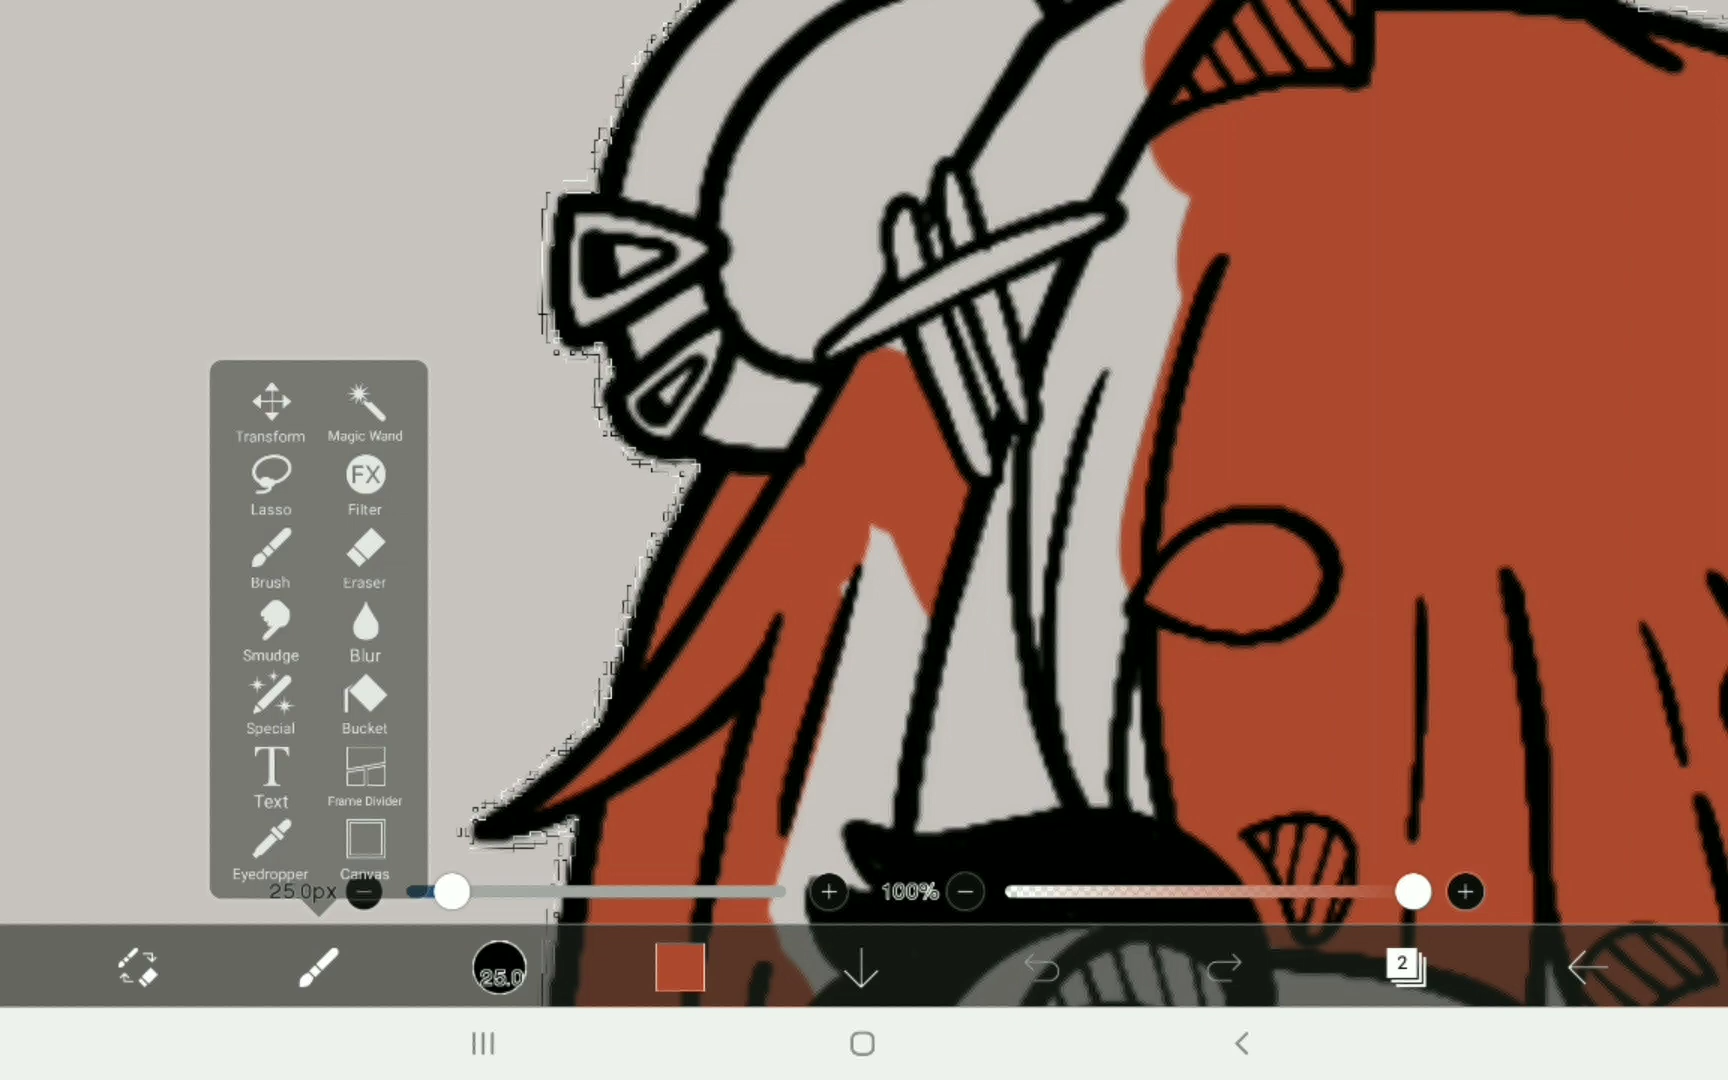 Transform Magic Wand
Lasso Filter
FX
Brush Eraser
Smudge Blur
Special Bucket
T
Text Frame Divider
Eyedropper Canvas
25.0px 100%
25.0 2